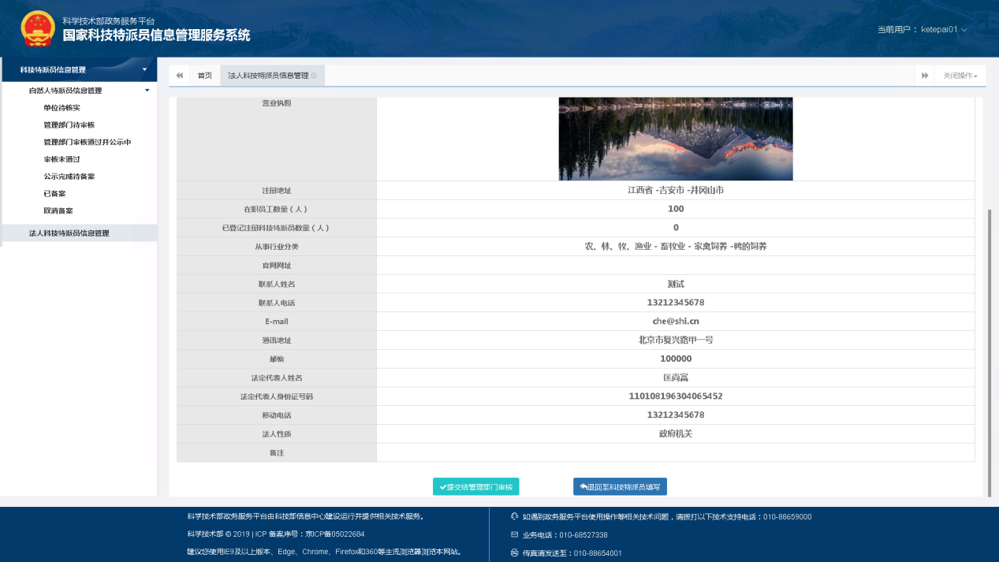 科学技术部政务服务平台
国家科技特派员信息管理服务系统
当前用户： ketepai01
科技特派员信息管理
自然人特派员信息管理
单位待核实
管理部门待审核
管理部门审核通过并公示中
审核未通过
公示完成待备案
已备案
取消备案
法人科技特派员信息管理
首页
法人科技特派员信息管理
关闭操作
营业执照
注册地址 江西省 -吉安市 -井冈山市
在职员工数量（人） 100
已登记注册科技特派员数量（人） 0
从事行业分类 农、林、牧、渔业 - 畜牧业 - 家禽饲养 -鸭的饲养
官网网址
联系人姓名 测试
联系人电话 13212345678
E-mail che@shi.cn
通讯地址 北京市复兴路甲一号
邮编 100000
法定代表人姓名 匡尚富
法定代表人身份证号码 110108196304065452
移动电话 13212345678
法人性质 政府机关
备注
提交给管理部门审核
退回至科技特派员填写
科学技术部政务服务平台由科技部信息中心建设运行并提供相关技术服务。
科学技术部 © 2019 | ICP 备案序号：京ICP备05022684
建议您使用IE9及以上版本、Edge、Chrome、Firefox和360等主流浏览器浏览本网站。
如遇到政务服务平台使用操作等相关技术问题，请拨打以下技术支持电话：010-88659000
业务电话：010-68527338
传真请发送至：010-88654001